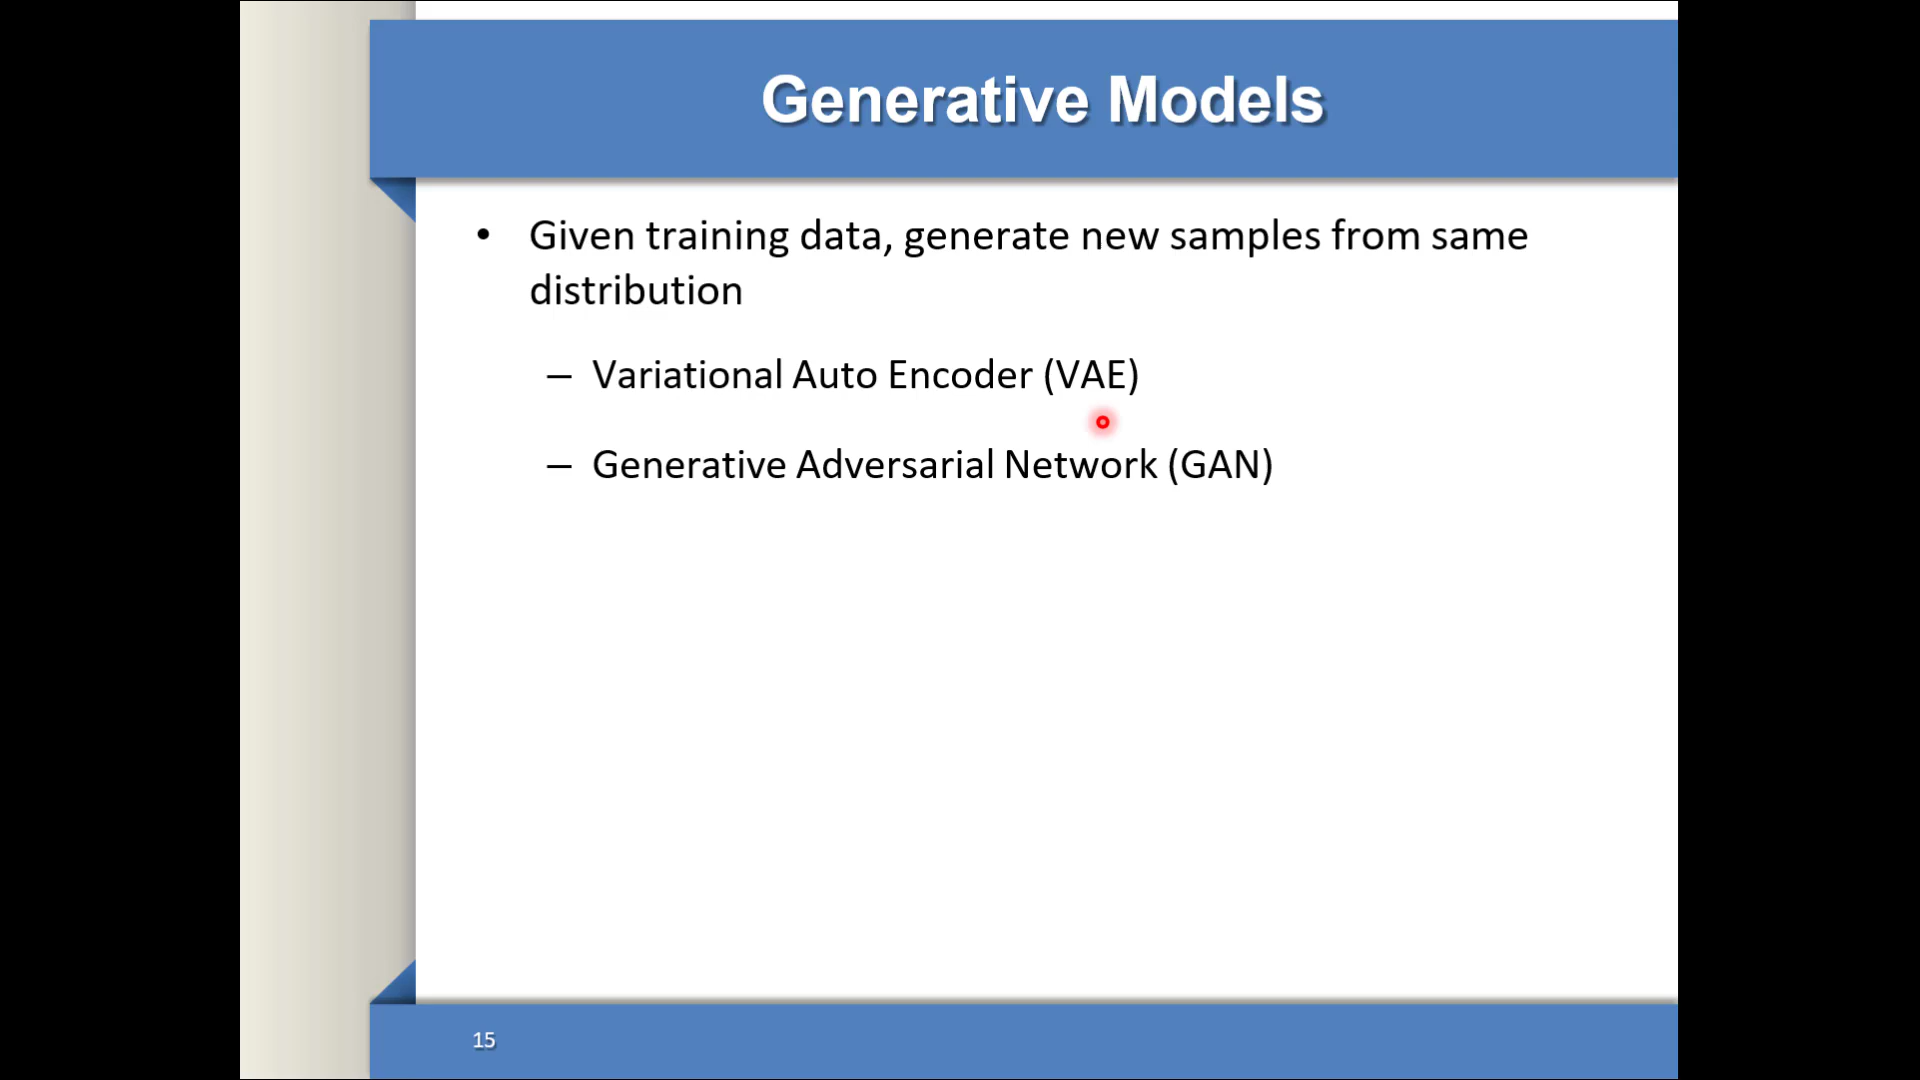 Generative Models
• Given training data, generate new samples from same
distribution
– Variational Auto Encoder (VAE)
– Generative Adversarial Network (GAN)
15